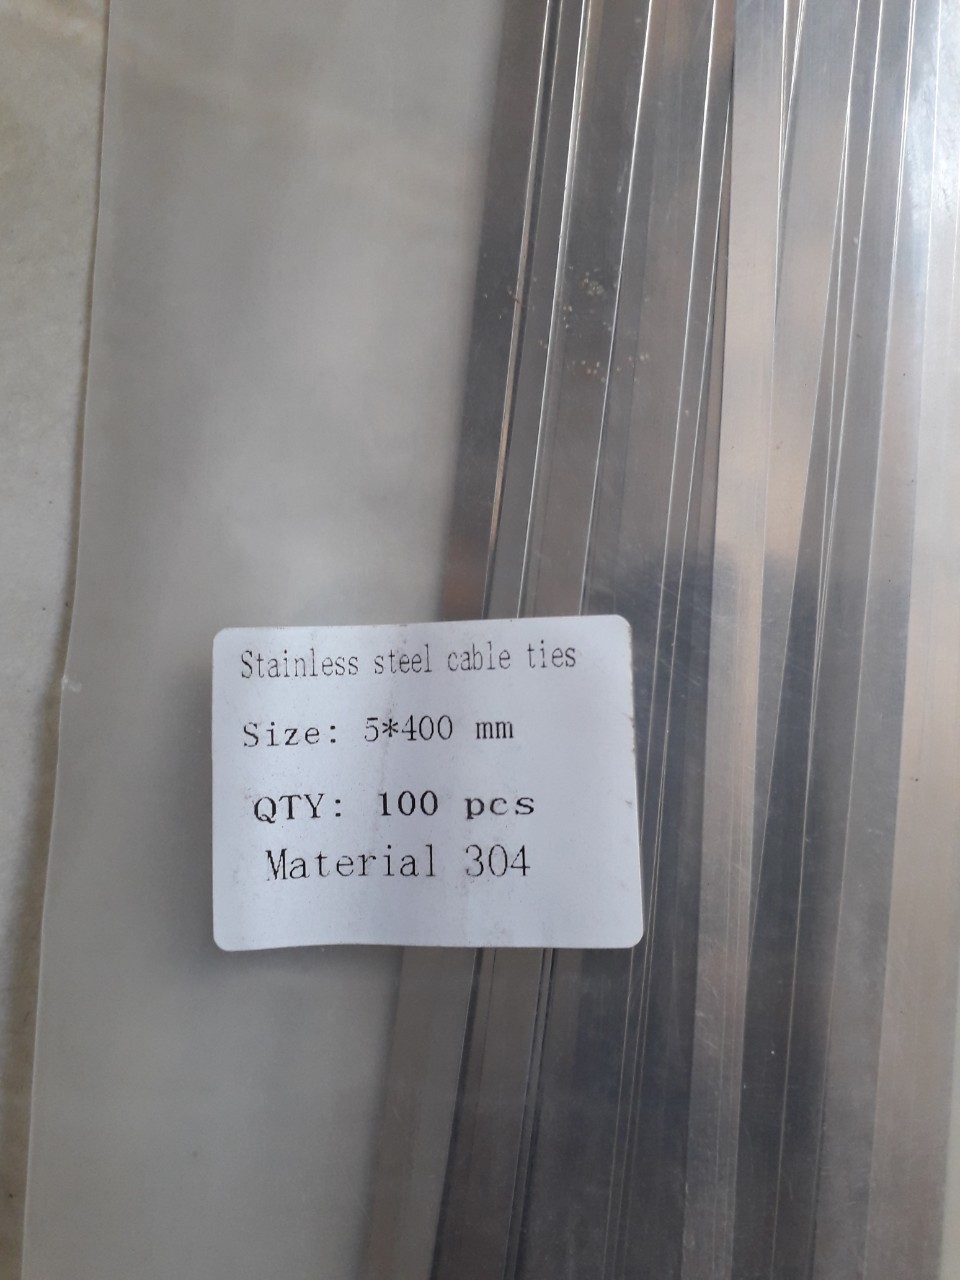 Stainless steel cable ties
Size: 5*400 mm
QTY: 100 pcs
Material 304